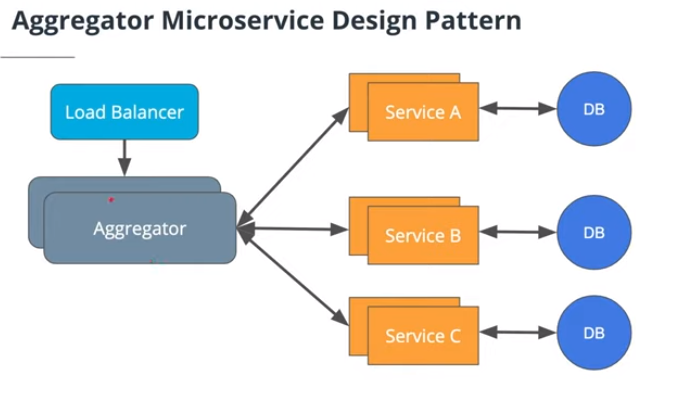 Aggregator Microservice Design Pattern
Load Balancer
Aggregator
Service A
DB
Service B
DB
Service C
DB